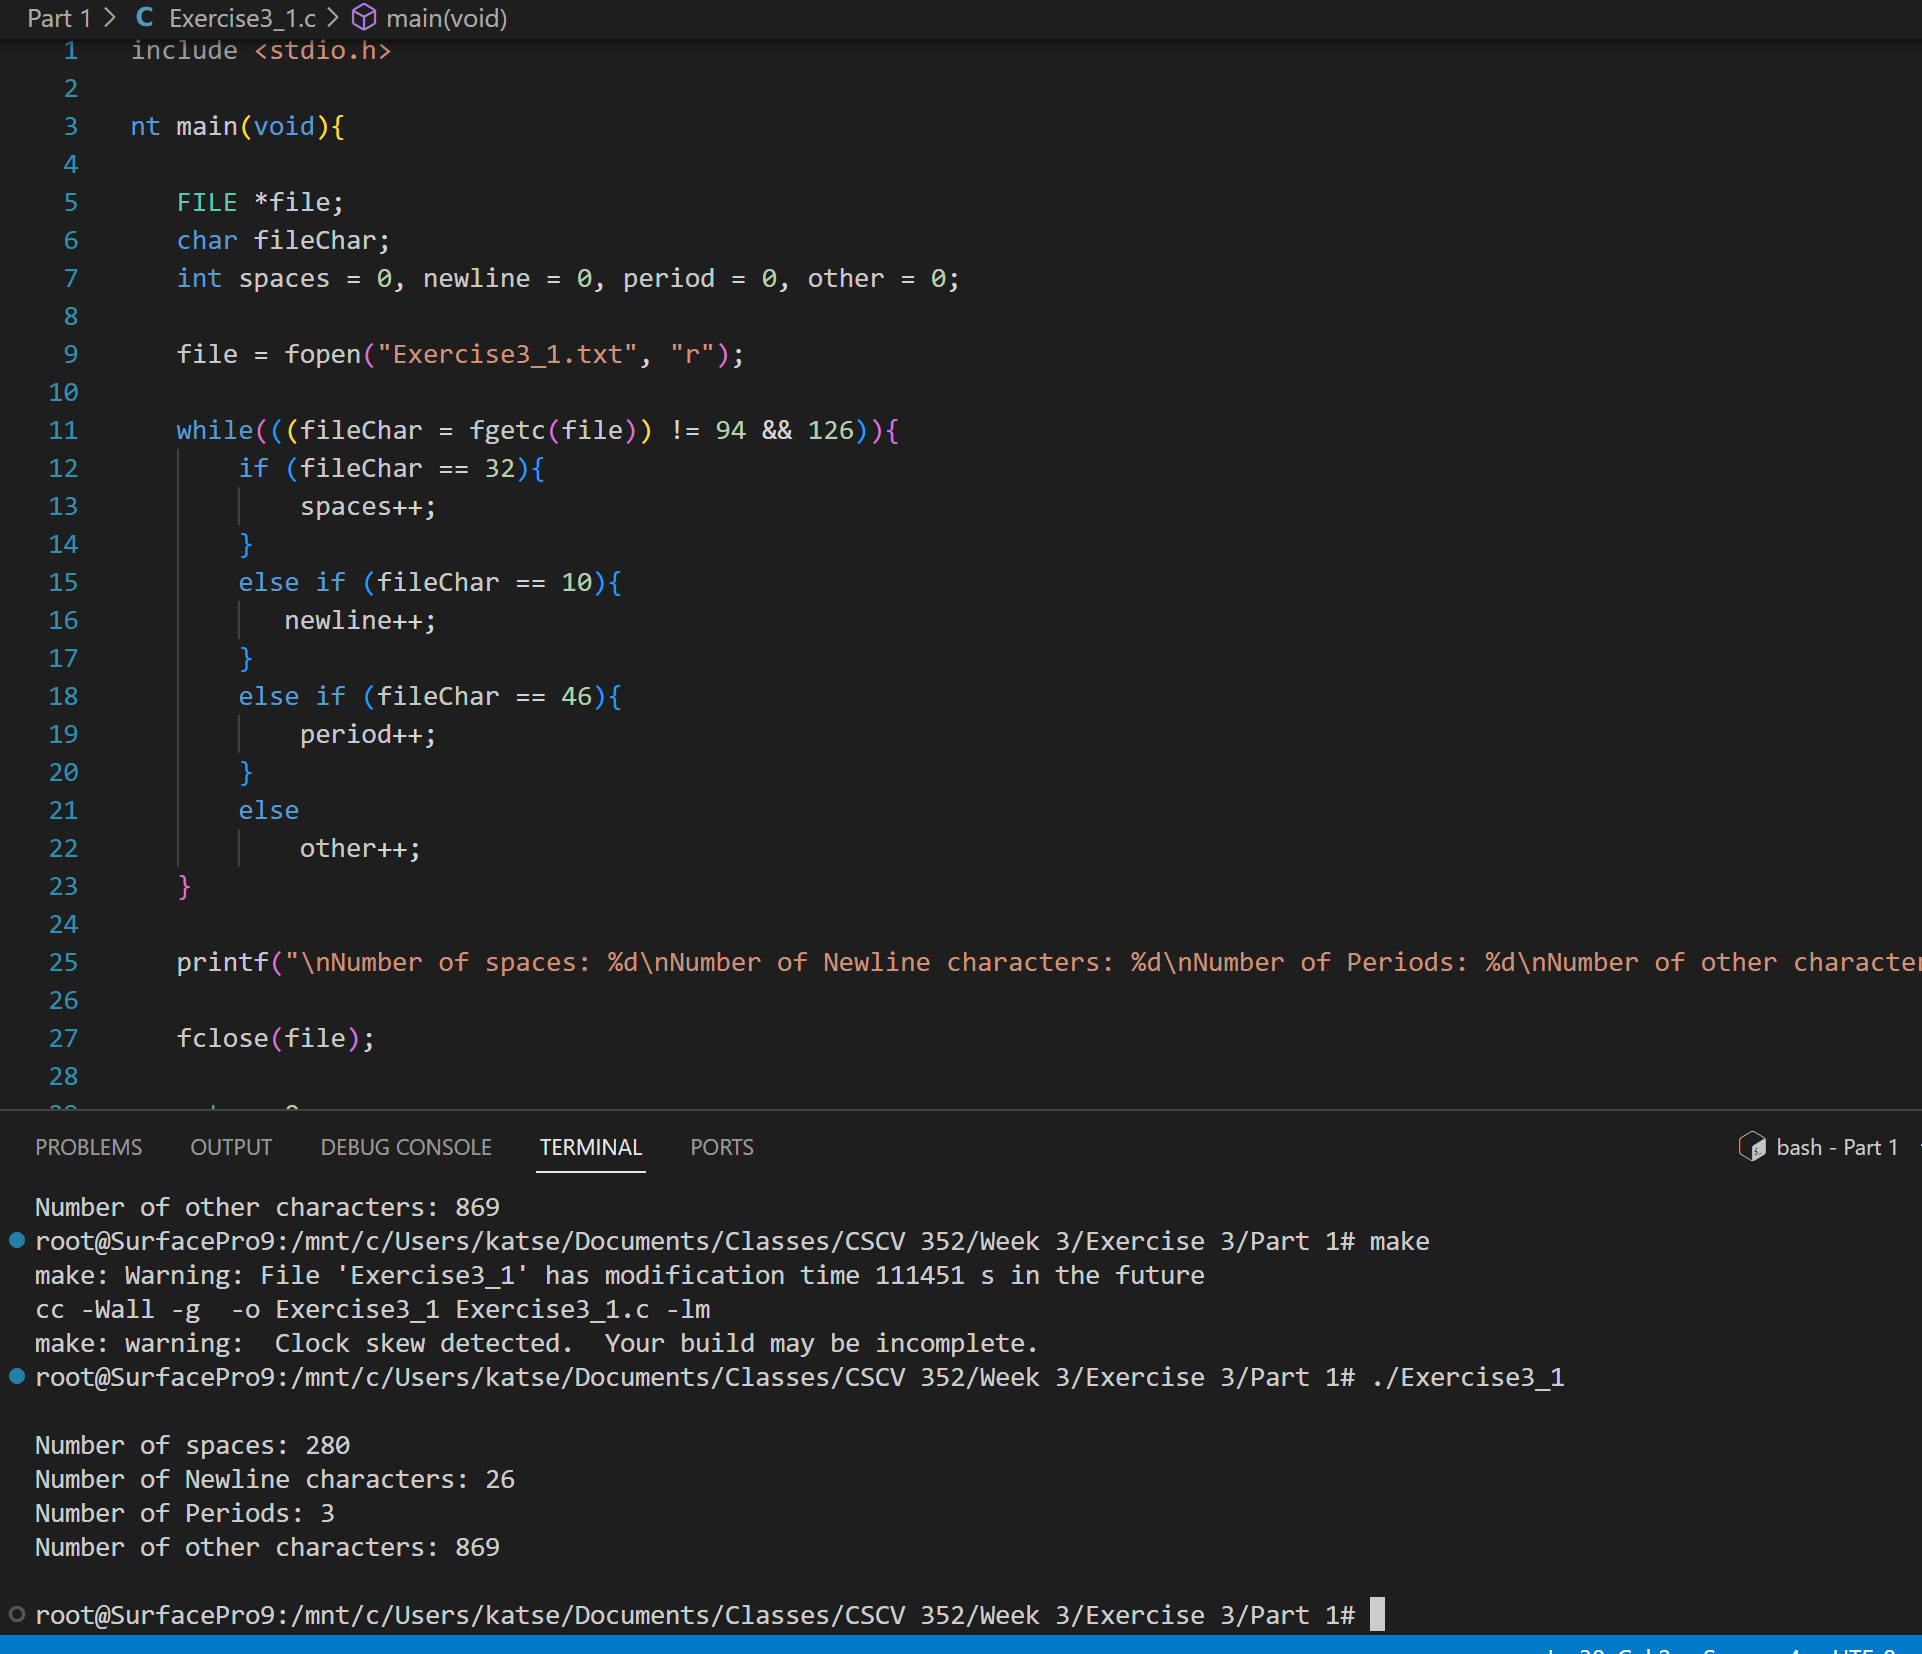 Part 1 > C Exercise3_1.c > main(void)
1 include <stdio.h>
2
3 nt main(void){
4
5 FILE *file;
6 char fileChar;
7 int spaces = 0, newline = 0, period = 0, other = 0;
8
9 file = fopen("Exercise3_1.txt", "r");
10
11 while(((fileChar = fgetc(file)) != 94 && 126)){
12 if (fileChar == 32){
13 spaces++;
14 }
15 else if (fileChar == 10){
16 newline++;
17 }
18 else if (fileChar == 46){
19 period++;
20 }
21 else
22 other++;
23 }
24
25 printf("\nNumber of spaces: %d\nNumber of Newline characters: %d\nNumber of Periods: %d\nNumber of other character
26
27 fclose(file);
28
PROBLEMS OUTPUT DEBUG CONSOLE TERMINAL PORTS bash - Part 1
Number of other characters: 869
root@SurfacePro9:/mnt/c/Users/katse/Documents/Classes/CSCV 352/Week 3/Exercise 3/Part 1# make
make: Warning: File 'Exercise3_1' has modification time 111451 s in the future
cc -Wall -g  -o Exercise3_1 Exercise3_1.c -lm
make: warning:  Clock skew detected.  Your build may be incomplete.
root@SurfacePro9:/mnt/c/Users/katse/Documents/Classes/CSCV 352/Week 3/Exercise 3/Part 1# ./Exercise3_1
Number of spaces: 280
Number of Newline characters: 26
Number of Periods: 3
Number of other characters: 869
root@SurfacePro9:/mnt/c/Users/katse/Documents/Classes/CSCV 352/Week 3/Exercise 3/Part 1#